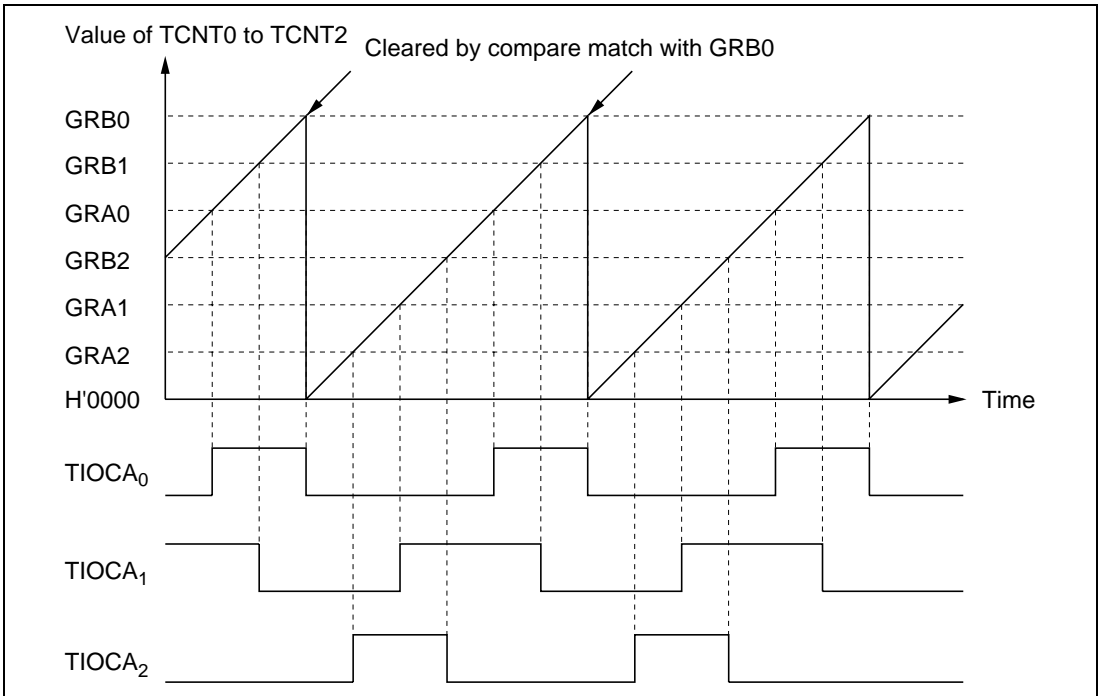 Value of TCNT0 to TCNT2
Cleared by compare match with GRB0
GRB0
GRB1
GRA0
GRB2
GRA1
GRA2
H'0000
Time
TIOCA0
TIOCA1
TIOCA2